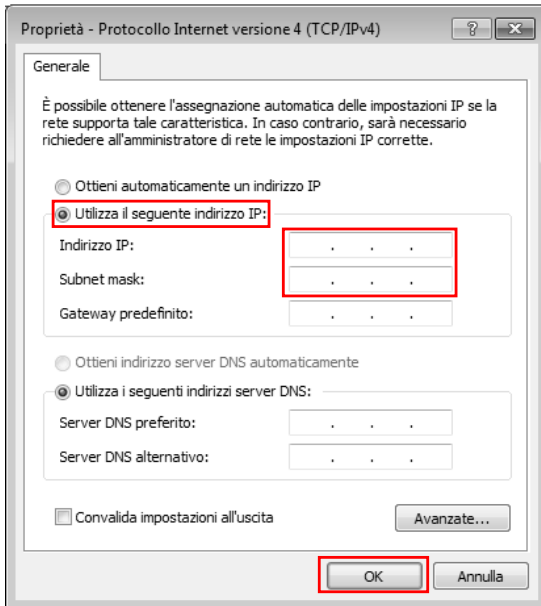 Proprietà - Protocollo Internet versione 4 (TCP/IPv4)
Generale
È possibile ottenere l'assegnazione automatica delle impostazioni IP se la
rete supporta tale caratteristica. In caso contrario, sarà necessario
richiedere all'amministratore di rete le impostazioni IP corrette.
Ottieni automaticamente un indirizzo IP
Utilizza il seguente indirizzo IP:
Indirizzo IP: . . .
Subnet mask: . . .
Gateway predefinito: . . .
Ottieni indirizzo server DNS automaticamente
Utilizza i seguenti indirizzi server DNS:
Server DNS preferito: . . .
Server DNS alternativo: . . .
Convalida impostazioni all'uscita Avanzate...
OK Annulla